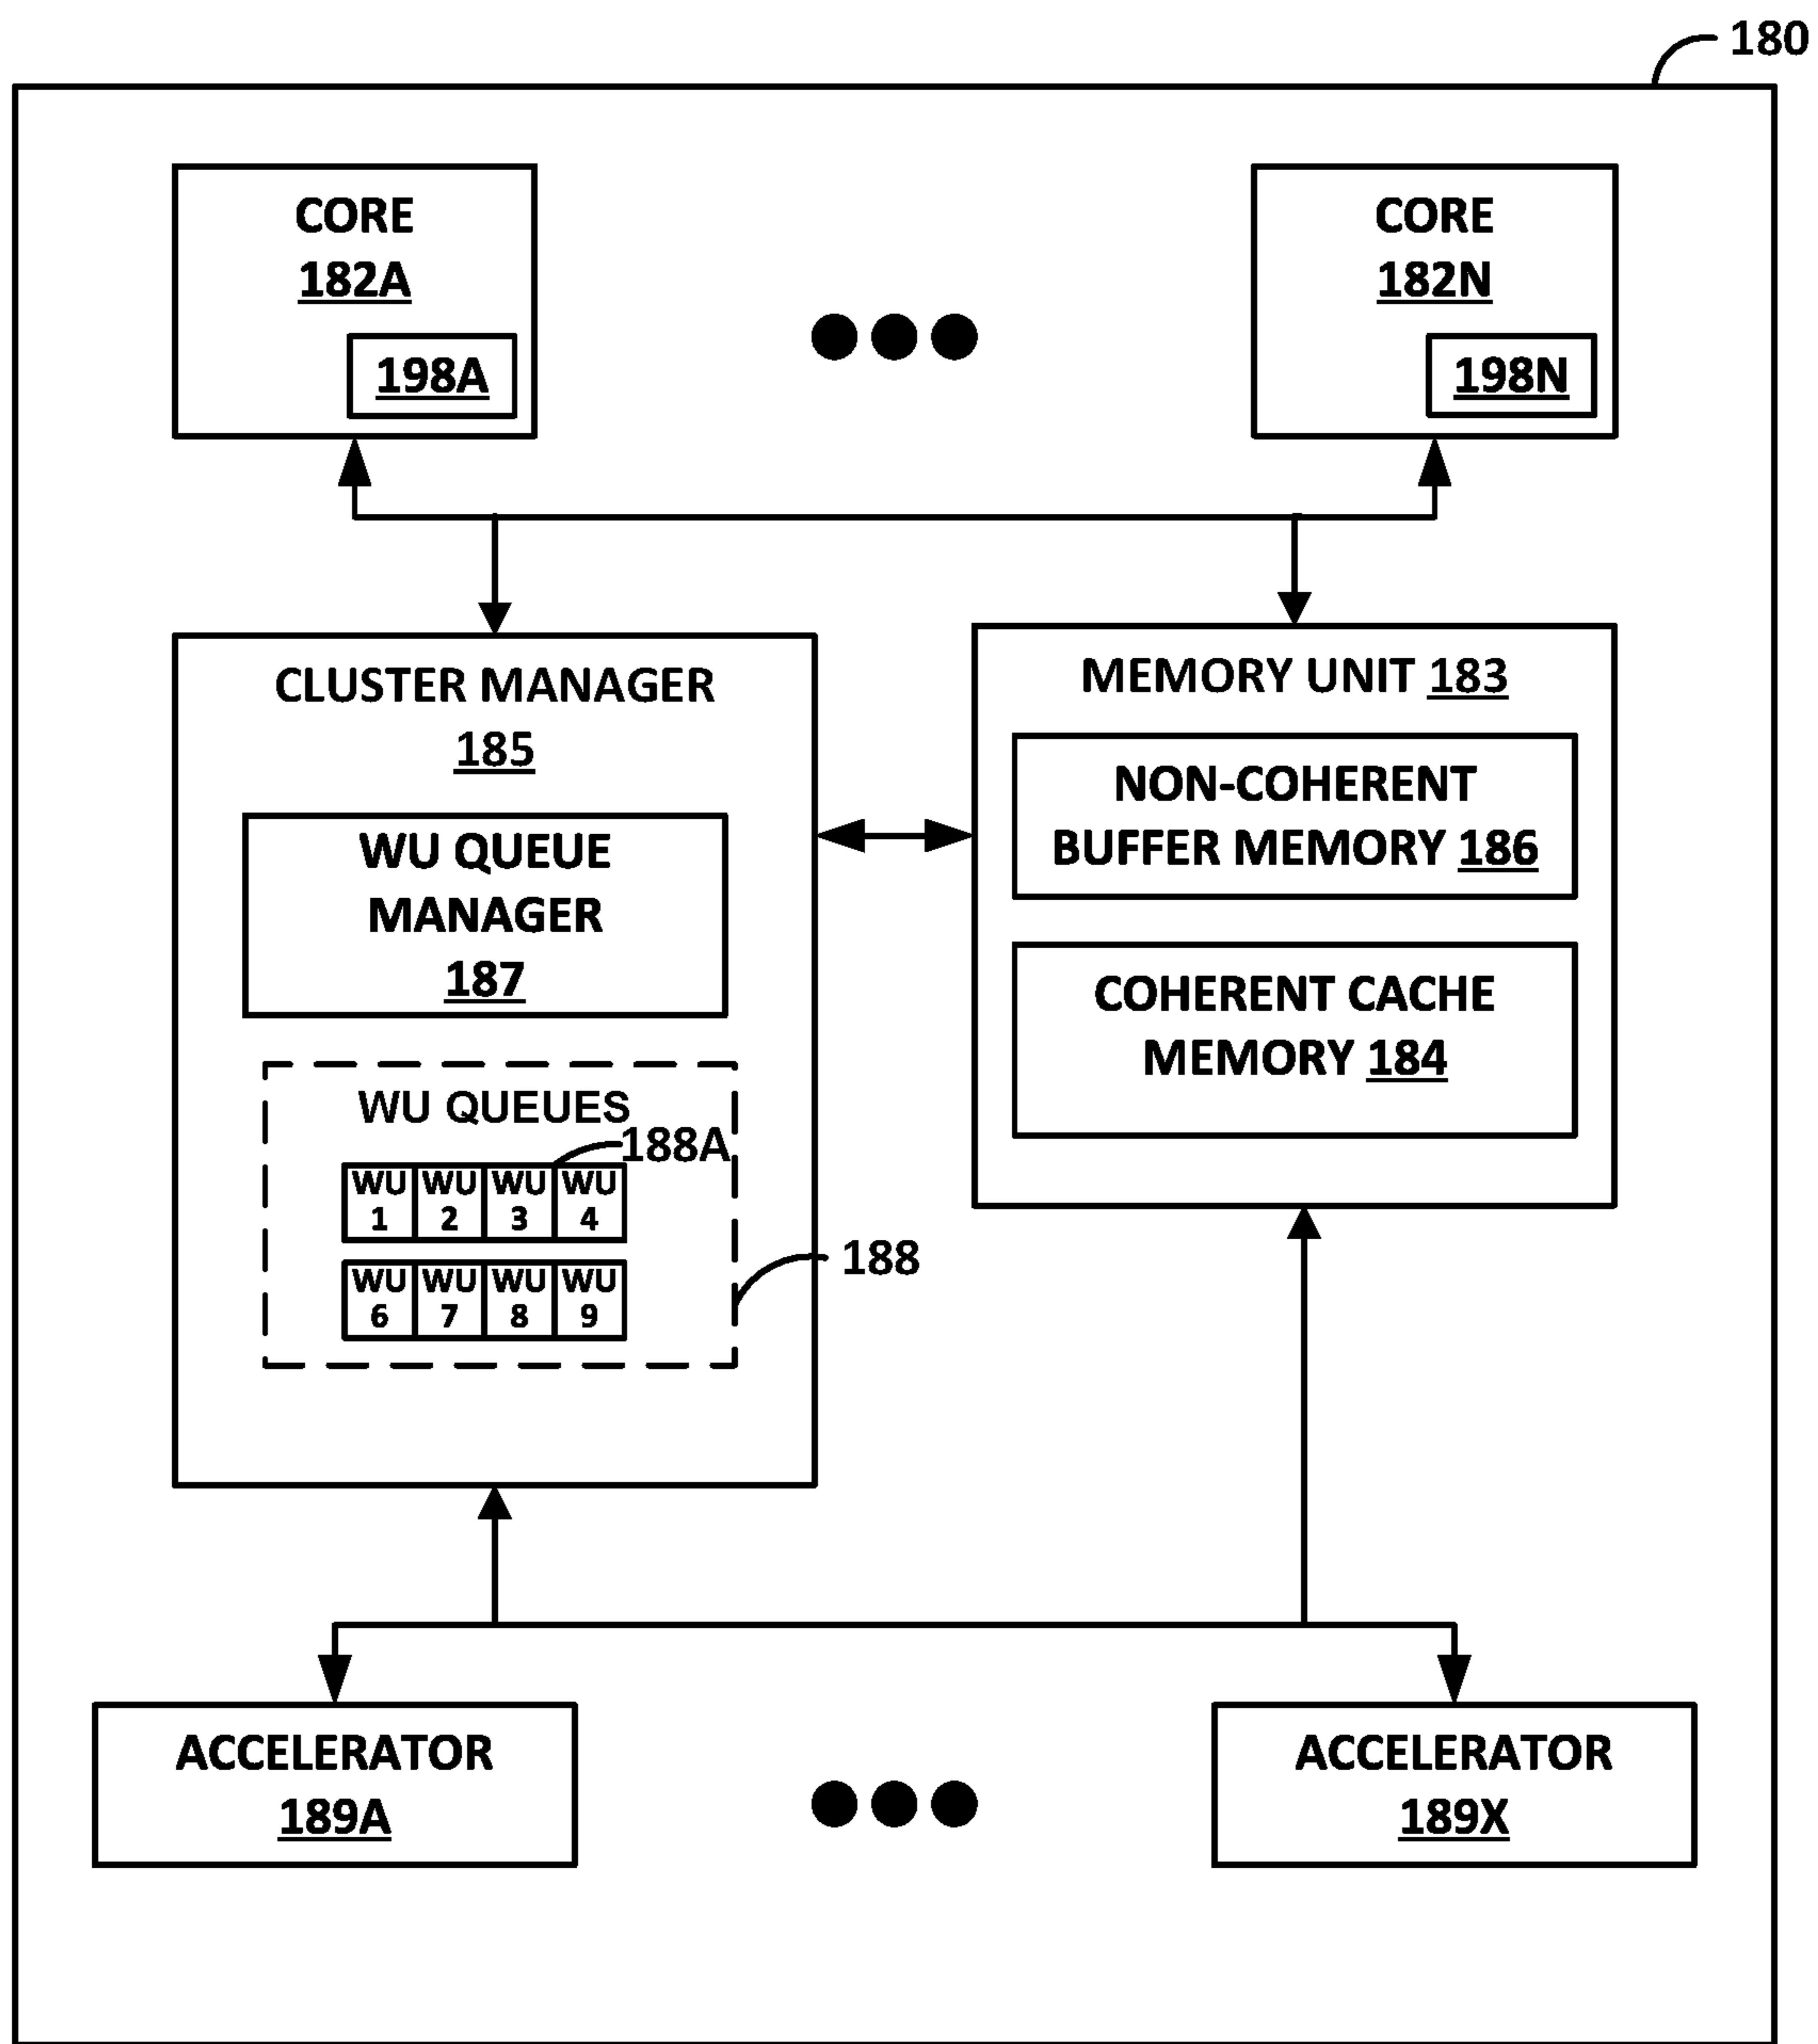 180
CORE
182A
198A
CORE
182N
198N
CLUSTER MANAGER
185
WU QUEUE
MANAGER
187
WU QUEUES
188A
WU WU WU WU
1 2 3 4
WU WU WU WU
6 7 8 9
188
MEMORY UNIT 183
NON-COHERENT
BUFFER MEMORY 186
COHERENT CACHE
MEMORY 184
ACCELERATOR
189A
ACCELERATOR
189X